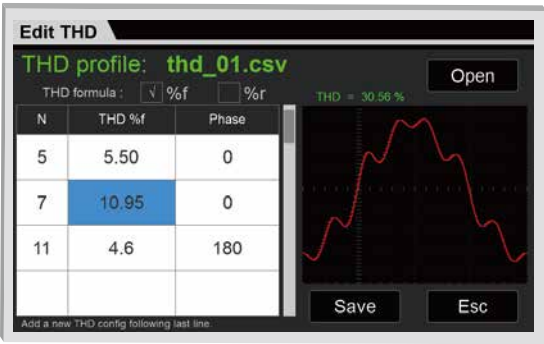 Edit THD
THD profile: thd_01.csv
Open
THD formula : √ %f %r
THD = 30.56 %
N THD %f Phase
5 5.50 0
7 10.95 0
11 4.6 180
Save Esc
Add a new THD config following last line.